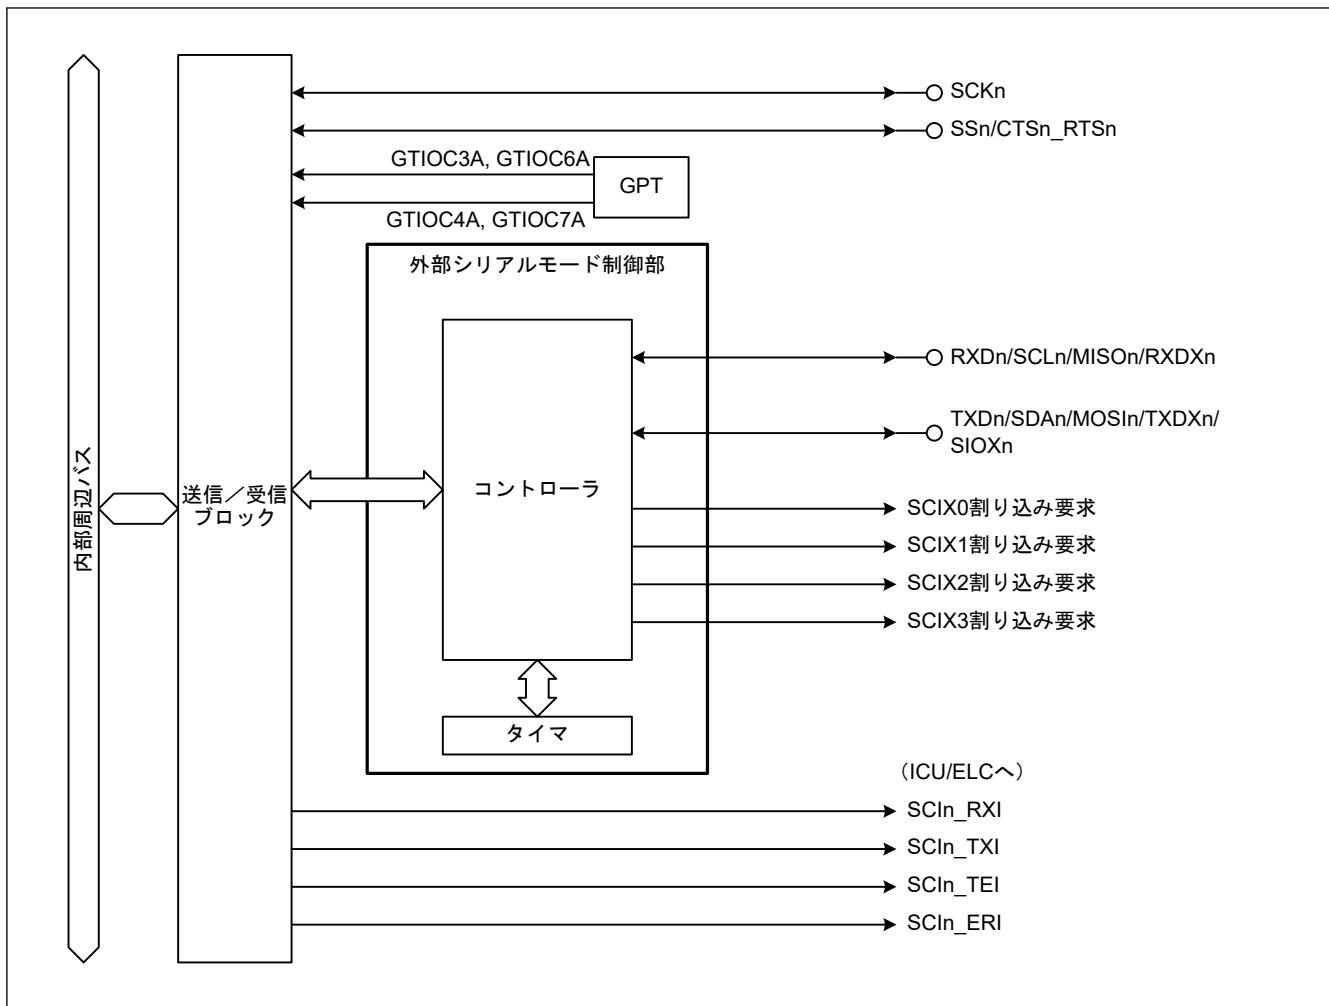 SCKn
SSn/CTSn_RTSn
GTIOC3A, GTIOC6A
GPT
GTIOC4A, GTIOC7A
外部シリアルモード制御部
RXDn/SCLn/MISOn/RXDXn
TXDn/SDAn/MOSIn/TXDXn/
SIOXn
内部周辺バス
送信／受信
ブロック
コントローラ
SCIX0割り込み要求
SCIX1割り込み要求
SCIX2割り込み要求
SCIX3割り込み要求
タイマ
（ICU/ELCへ）
SCIn_RXI
SCIn_TXI
SCIn_TEI
SCIn_ERI